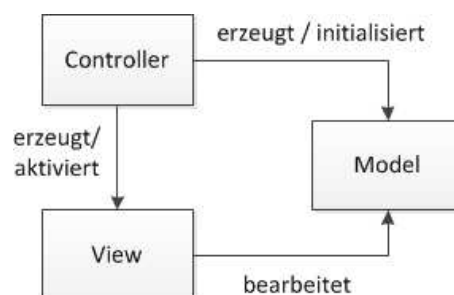 erzeugt / initialisiert
Controller
erzeugt/
aktiviert
Model
View
bearbeitet